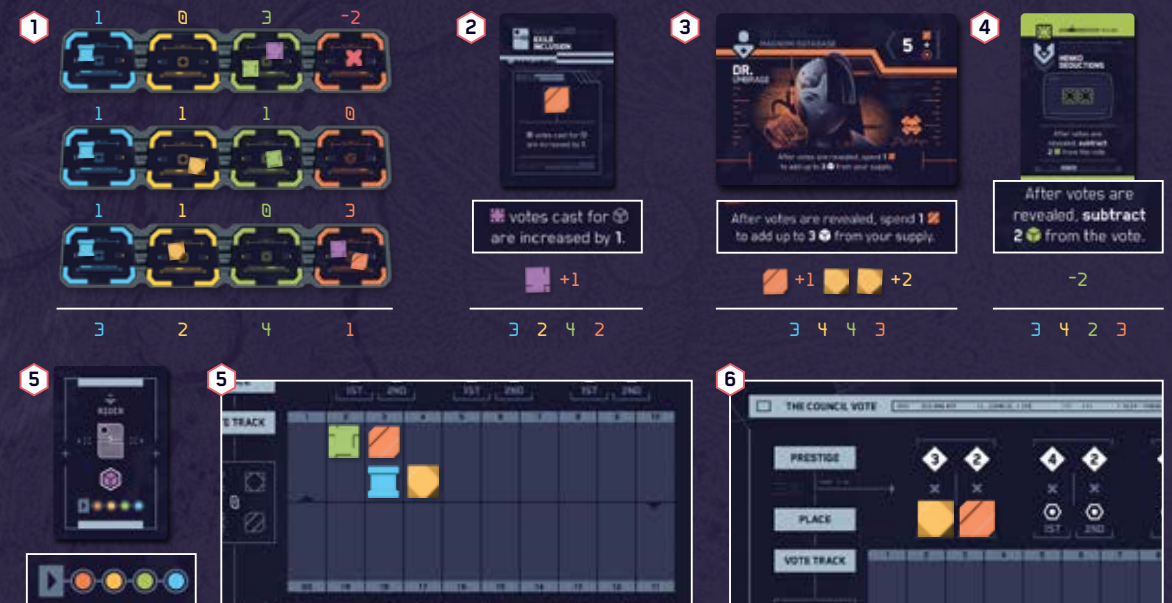 1
1 0 3 -2
1 1 1 0
1 1 0 3
3 2 4 1
2
EXILE
INCLUSION
votes cast for
are increased by 1.
votes cast for
are increased by 1.
+1
3 2 4 2
3
MAGNUM DATABASE
5
DR.
UMBRAGE
After votes are revealed, spend 1
to add up to 3 from your supply.
After votes are revealed, spend 1
to add up to 3 from your supply.
+1 +2
3 4 4 3
4
DEDUCTIONS
After votes are
revealed, subtract
2 from the vote.
After votes are
revealed, subtract
2 from the vote.
-2
3 4 2 3
5
5
1ST 2ND 1ST 2ND 1ST 2ND
TRACK
1 2 3 4 5 6 7 8 9 10
0
6
THE COUNCIL VOTE
PRESTIGE
3 2 4 2
PLACE
1ST 2ND
VOTE TRACK
1 2 3 4 5 6 7